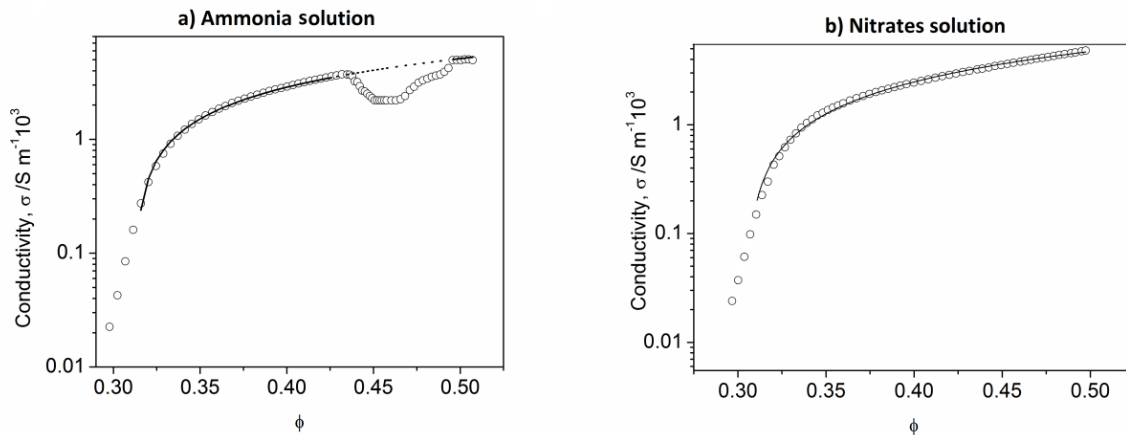 a) Ammonia solution
Conductivity, σ /S m⁻¹10³
1
0.1
0.01
0.30 0.35 0.40 0.45 0.50
ϕ
b) Nitrates solution
Conductivity, σ /S m⁻¹10³
1
0.1
0.01
0.30 0.35 0.40 0.45 0.50
ϕ